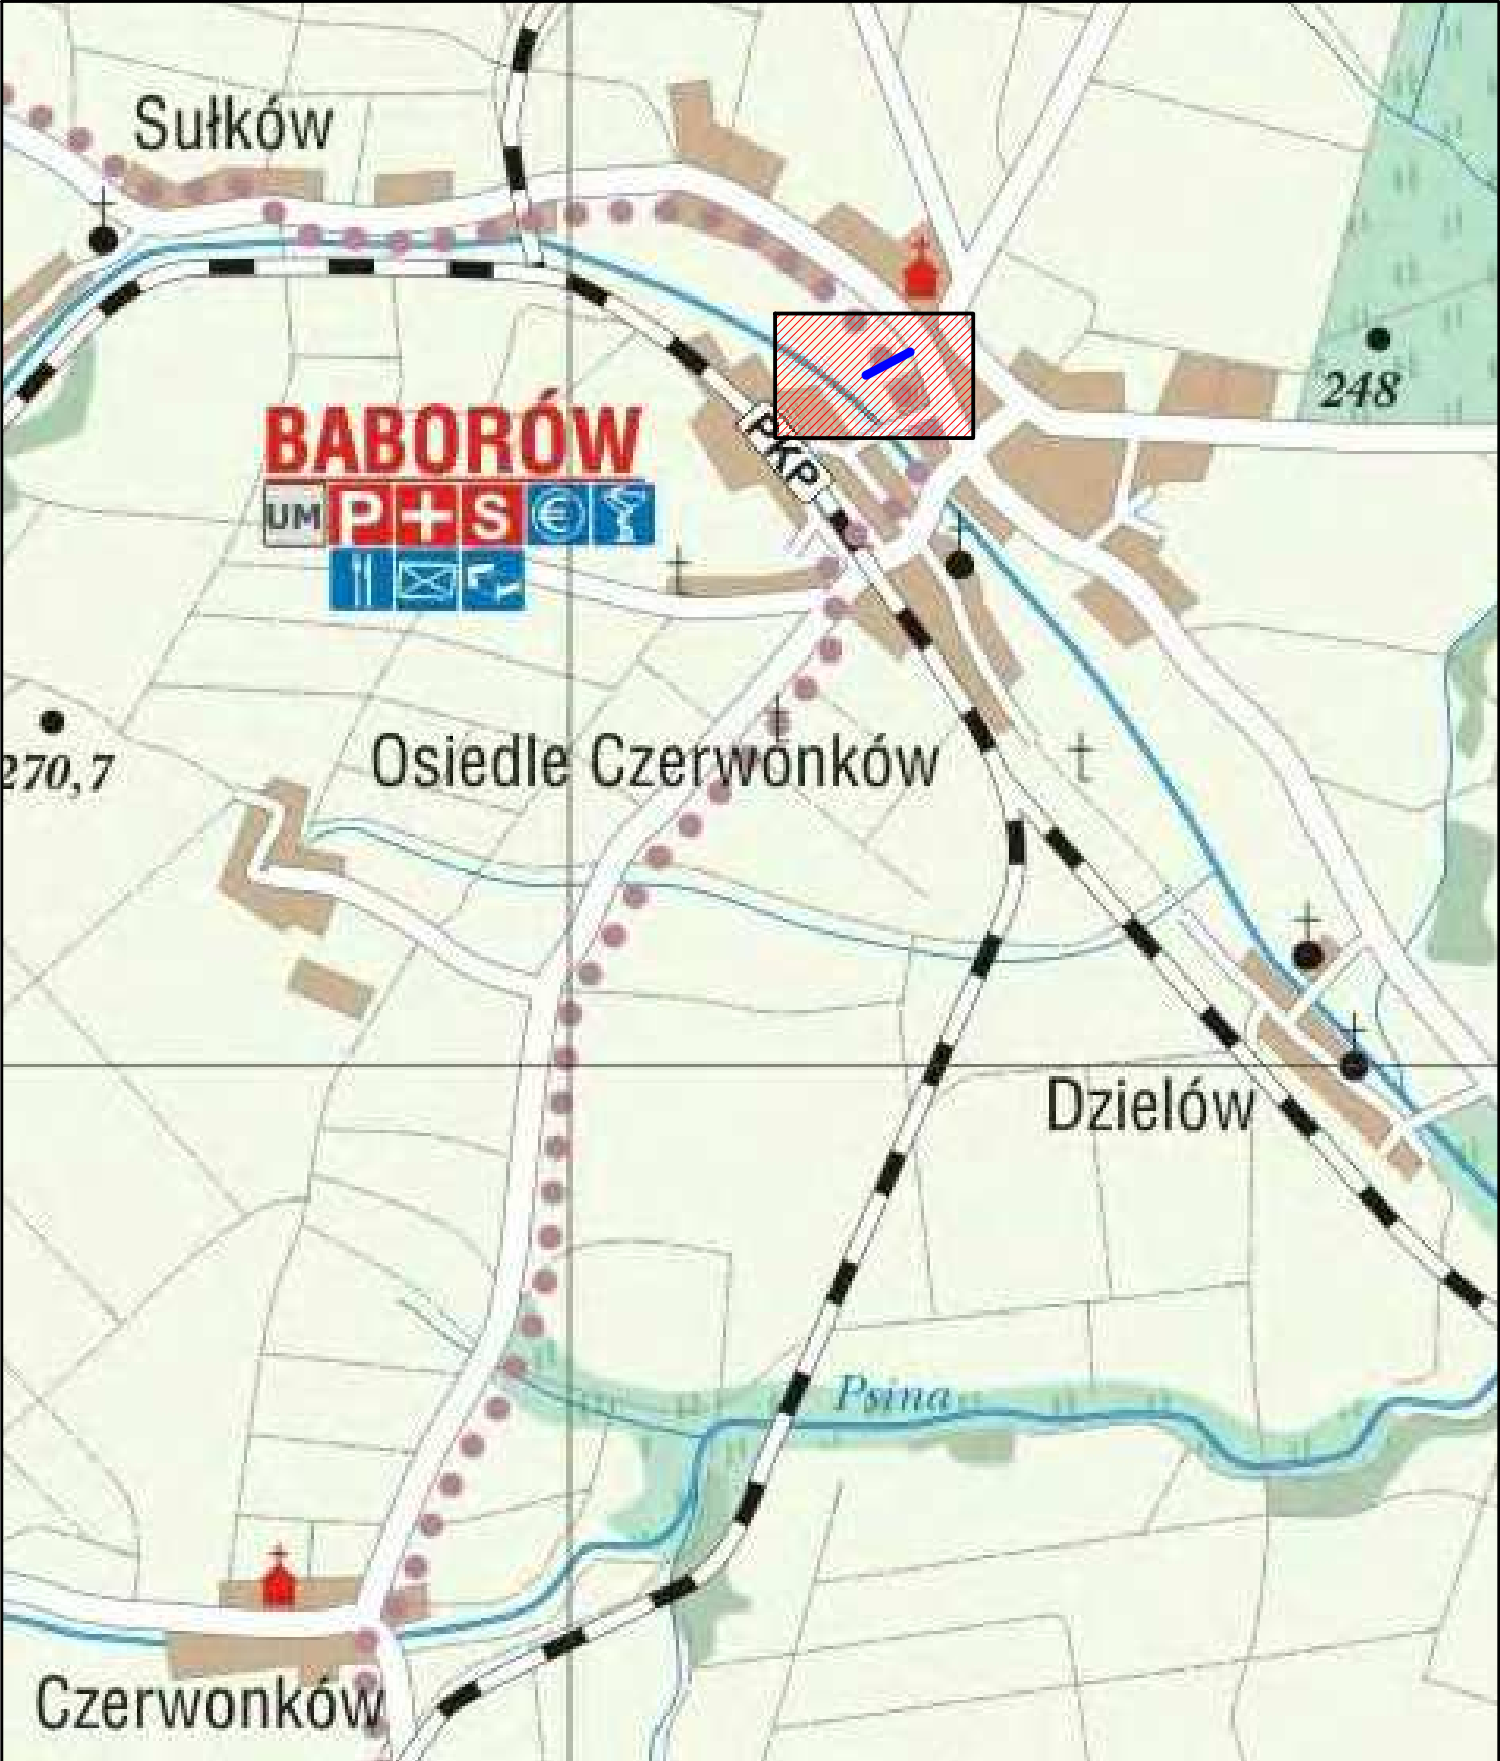 Sułków
248
BABORÓW
UM P S €
PKP
Osiedle Czerwonków
270,7
Dzielów
Psina
Czerwonków